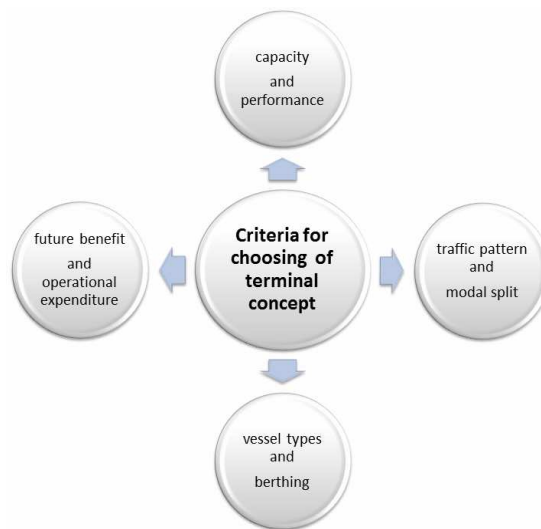 capacity
and
performance
future benefit
and
operational
expenditure
Criteria for
choosing of
terminal
concept
traffic pattern
and
modal split
vessel types
and
berthing